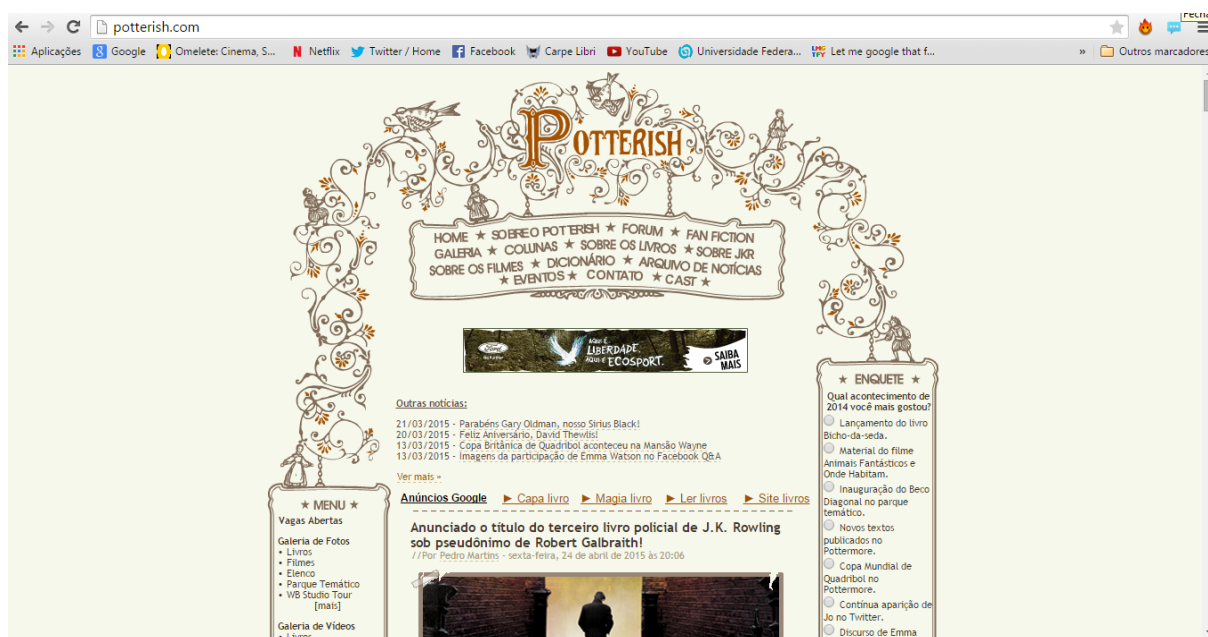 Fecha
potterish.com
Aplicações Google Omelete: Cinema, S... Netflix Twitter / Home Facebook Carpe Libri YouTube Universidade Federa... LMG TFY Let me google that f... » Outros marcadores
POTTERISH
HOME ★ SOBRE O POTTERISH ★ FORUM ★ FAN FICTION
GALERIA ★ COLUNAS ★ SOBRE OS LIVROS ★ SOBRE JKR
SOBRE OS FILMES ★ DICIONÁRIO ★ ARQUIVO DE NOTÍCIAS
★ EVENTOS ★ CONTATO ★ CAST ★
Ford
AQUI É
LIBERDADE.
AQUI É ECOSPORT.
SAIBA
MAIS
Outras notícias:
21/03/2015 - Parabéns Gary Oldman, nosso Sirius Black!
20/03/2015 - Feliz Aniversário, David Thewlis!
13/03/2015 - Copa Britânica de Quadribol aconteceu na Mansão Wayne
13/03/2015 - Imagens da participação de Emma Watson no Facebook Q&A
Ver mais »
Anúncios Google ► Capa livro ► Magia livro ► Ler livros ► Site livros
Anunciado o título do terceiro livro policial de J.K. Rowling
sob pseudônimo de Robert Galbraith!
//Por Pedro Martins - sexta-feira, 24 de abril de 2015 às 20:06
★ MENU ★
Vagas Abertas
Galeria de Fotos
• Livros
• Filmes
• Elenco
• Parque Temático
• WB Studio Tour
[mais]
Galeria de Vídeos
• Livros
★ ENQUETE ★
Qual acontecimento de
2014 você mais gostou?
Lançamento do livro
Bicho-da-seda.
Material do filme
Animais Fantásticos e
Onde Habitam.
Inauguração do Beco
Diagonal no parque
temático.
Novos textos
publicados no
Pottermore.
Copa Mundial de
Quadribol no
Pottermore.
Contínua aparição de
Jo no Twitter.
Discurso de Emma